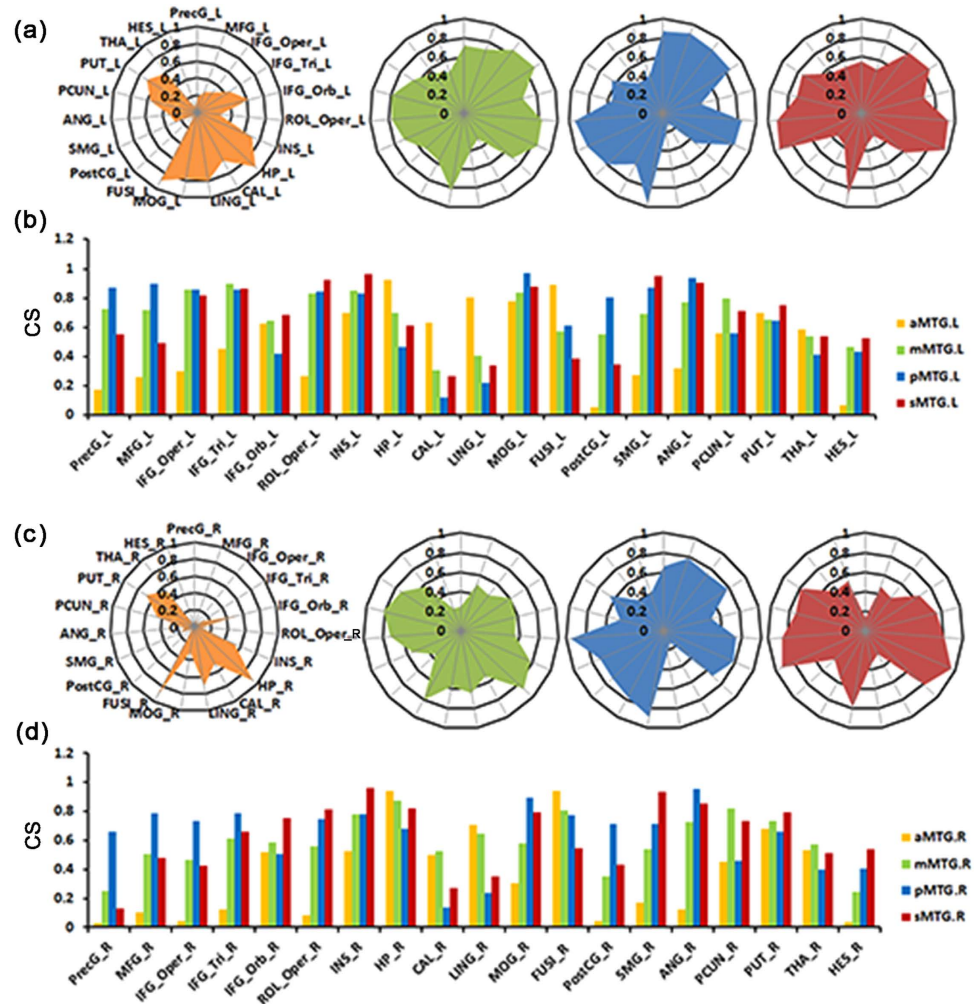 (a)
PrecG_L
HES_L MFG_L
THA_L IFG_Oper_L
PUT_L IFG_Tri_L
PCUN_L IFG_Orb_L
ANG_L ROL_Oper_L
SMG_L INS_L
PostCG_L HP_L
FUSI_L CAL_L
MOG_L LING_L
1 0.8 0.6 0.4 0.2 0
1 0.8 0.6 0.4 0.2 0
1 0.8 0.6 0.4 0.2 0
1 0.8 0.6 0.4 0.2 0
(b)
CS
1.2
1
0.8
0.6
0.4
0.2
0
PrecG_L MFG_L IFG_Oper_L IFG_Tri_L IFG_Orb_L ROL_Oper_L INS_L HP_L CAL_L LING_L MOG_L FUSI_L PostCG_L SMG_L ANG_L PCUN_L PUT_L THA_L HES_L
aMTG.L
mMTG.L
pMTG.L
sMTG.L
(c)
PrecG_R
HES_R MFG_R
THA_R IFG_Oper_R
PUT_R IFG_Tri_R
PCUN_R IFG_Orb_R
ANG_R ROL_Oper_R
SMG_R INS_R
PostCG_R HP_R
FUSI_R CAL_R
MOG_R LING_R
1 0.8 0.6 0.4 0.2 0
1 0.8 0.6 0.4 0.2 0
1 0.8 0.6 0.4 0.2 0
1 0.8 0.6 0.4 0.2 0
(d)
CS
1.2
1
0.8
0.6
0.4
0.2
0
PrecG_R MFG_R IFG_Oper_R IFG_Tri_R IFG_Orb_R ROL_Oper_R INS_R HP_R CAL_R LING_R MOG_R FUSI_R PostCG_R SMG_R ANG_R PCUN_R PUT_R THA_R HES_R
aMTG.R
mMTG.R
pMTG.R
sMTG.R